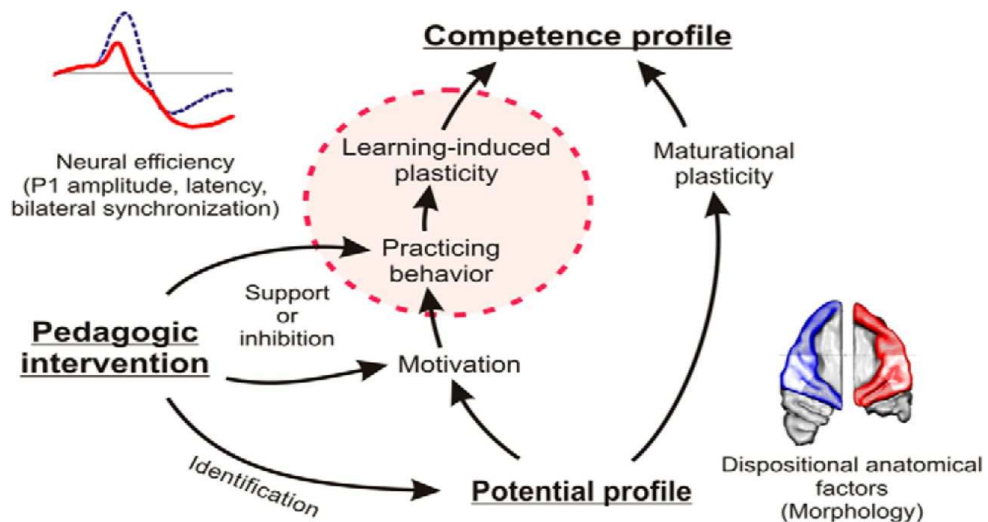 Competence profile
Neural efficiency
(P1 amplitude, latency,
bilateral synchronization)
Learning-induced
plasticity
Maturational
plasticity
Practicing
behavior
Support
or
inhibition
Pedagogic
intervention
Motivation
Identification
Potential profile
Dispositional anatomical
factors
(Morphology)